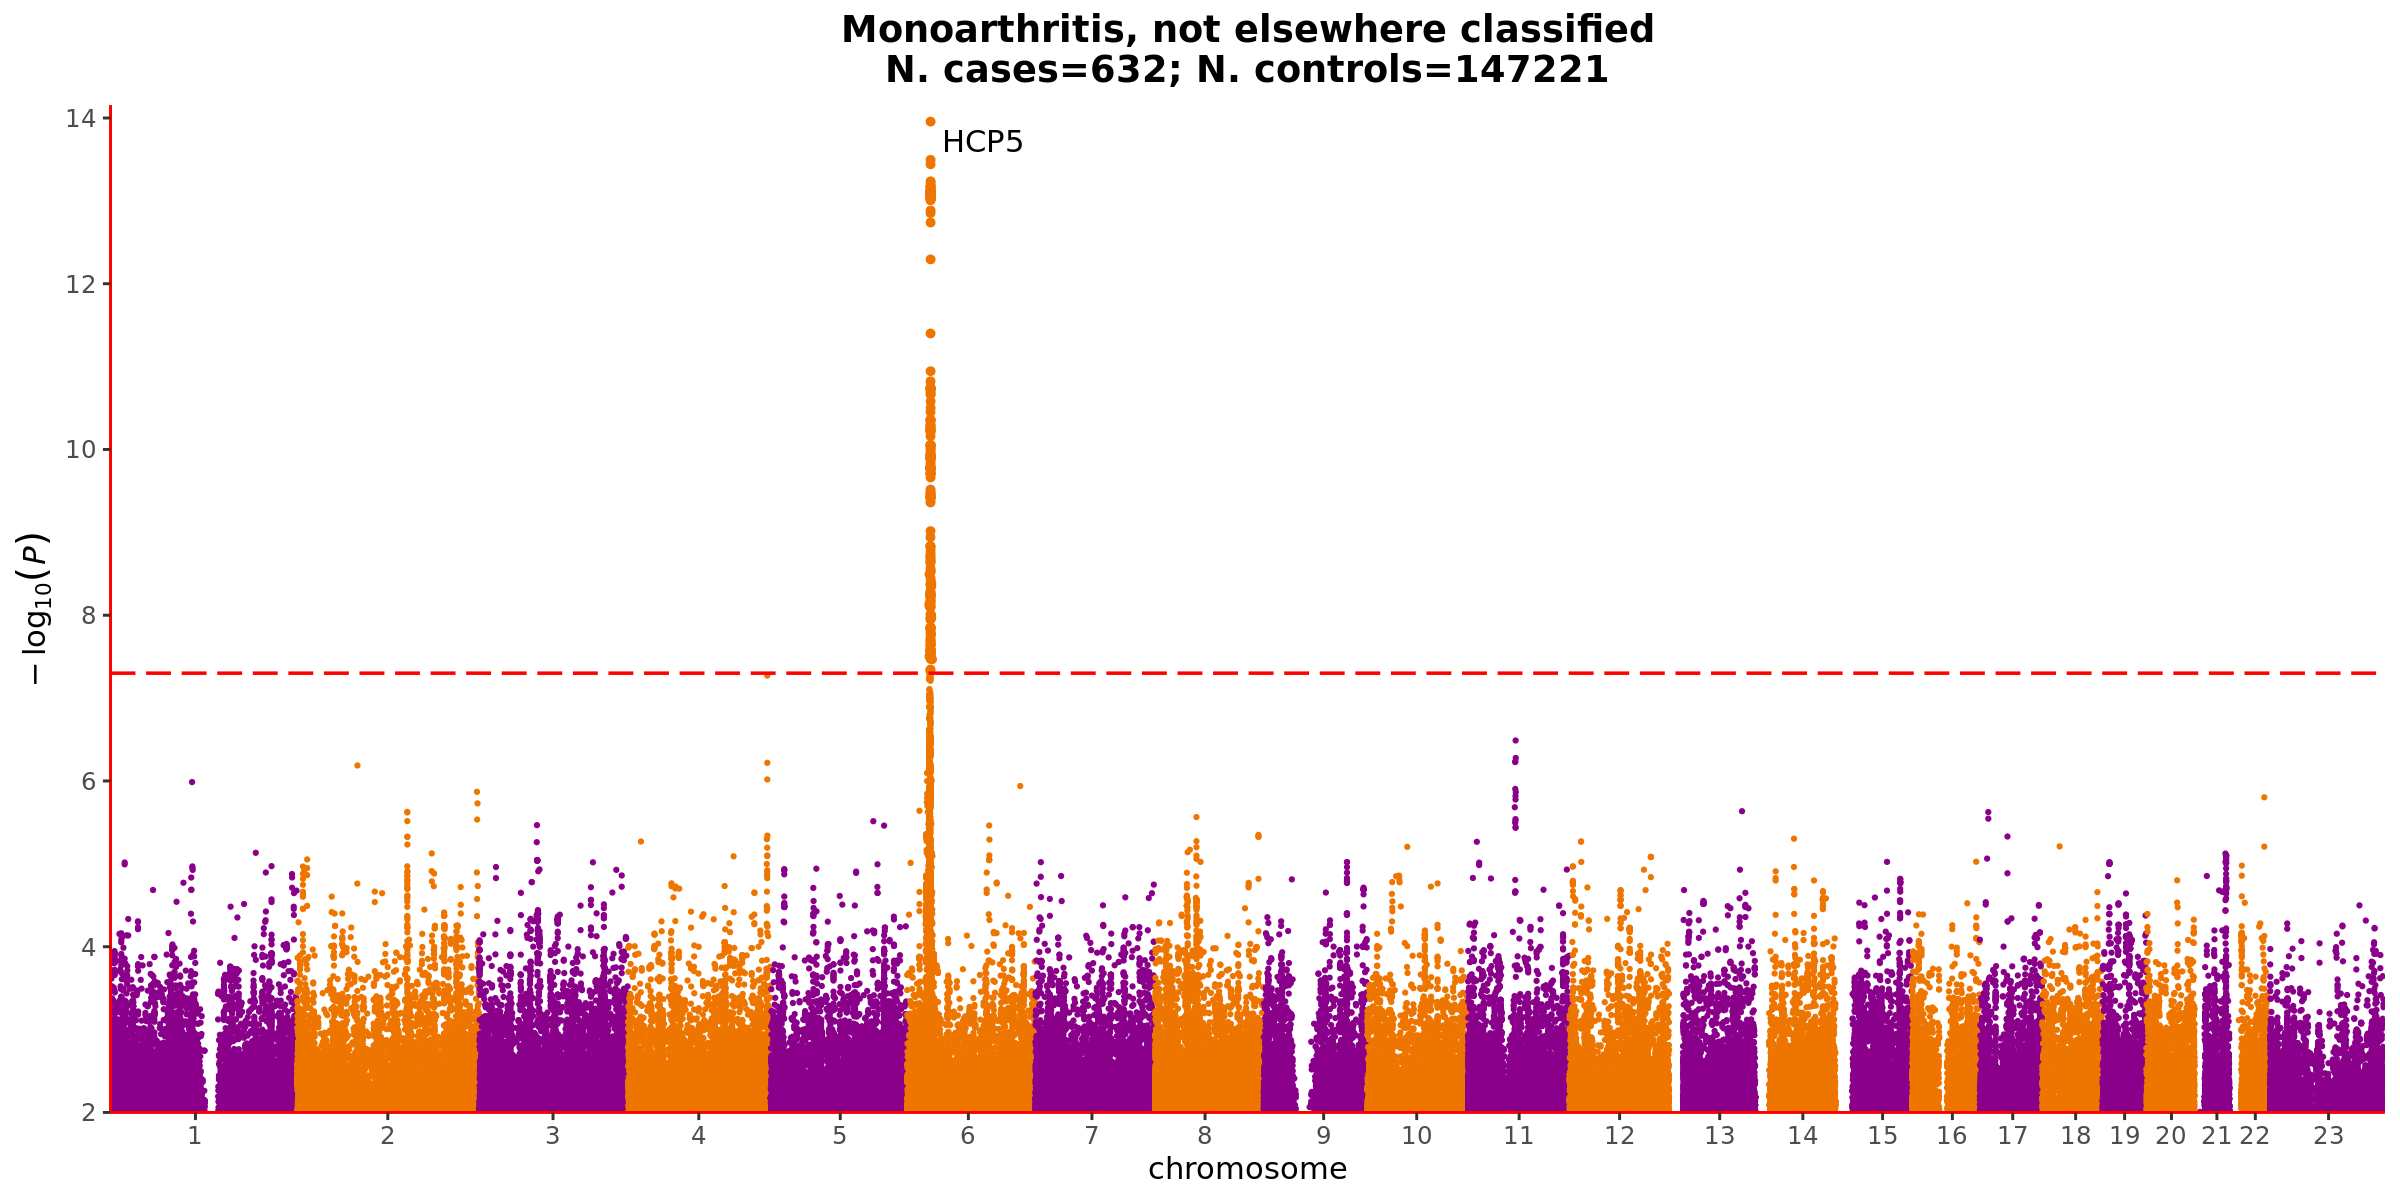 Monoarthritis, not elsewhere classified
N. cases=632; N. controls=147221
14
HCP5
12
10
8
6
4
2
− log₁₀(P)
1 2 3 4 5 6 7 8 9 10 11 12 13 14 15 16 17 18 19 20 21 22 23
chromosome